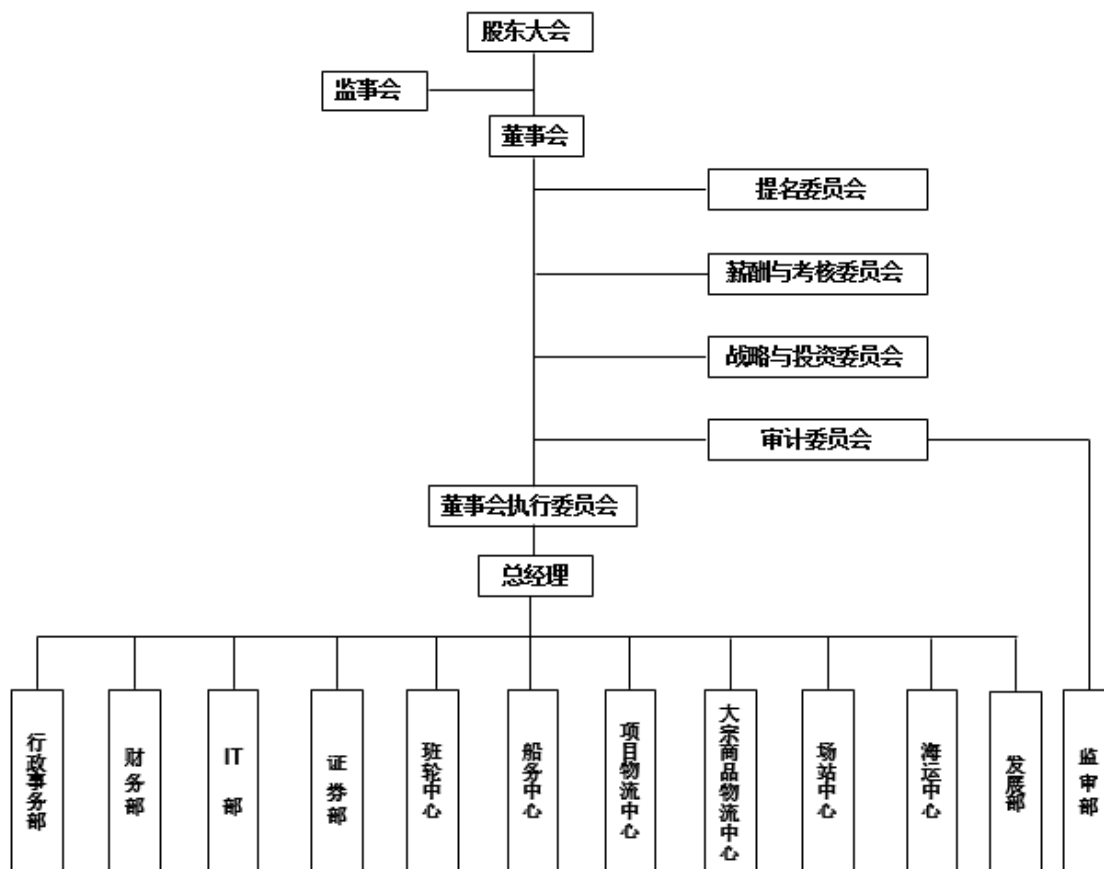 股东大会
监事会
董事会
提名委员会
薪酬与考核委员会
战略与投资委员会
审计委员会
董事会执行委员会
总经理
行政事务部
财务部
IT部
证券部
班轮中心
船务中心
项目物流中心
大宗商品物流中心
场站中心
海运中心
发展部
监审部